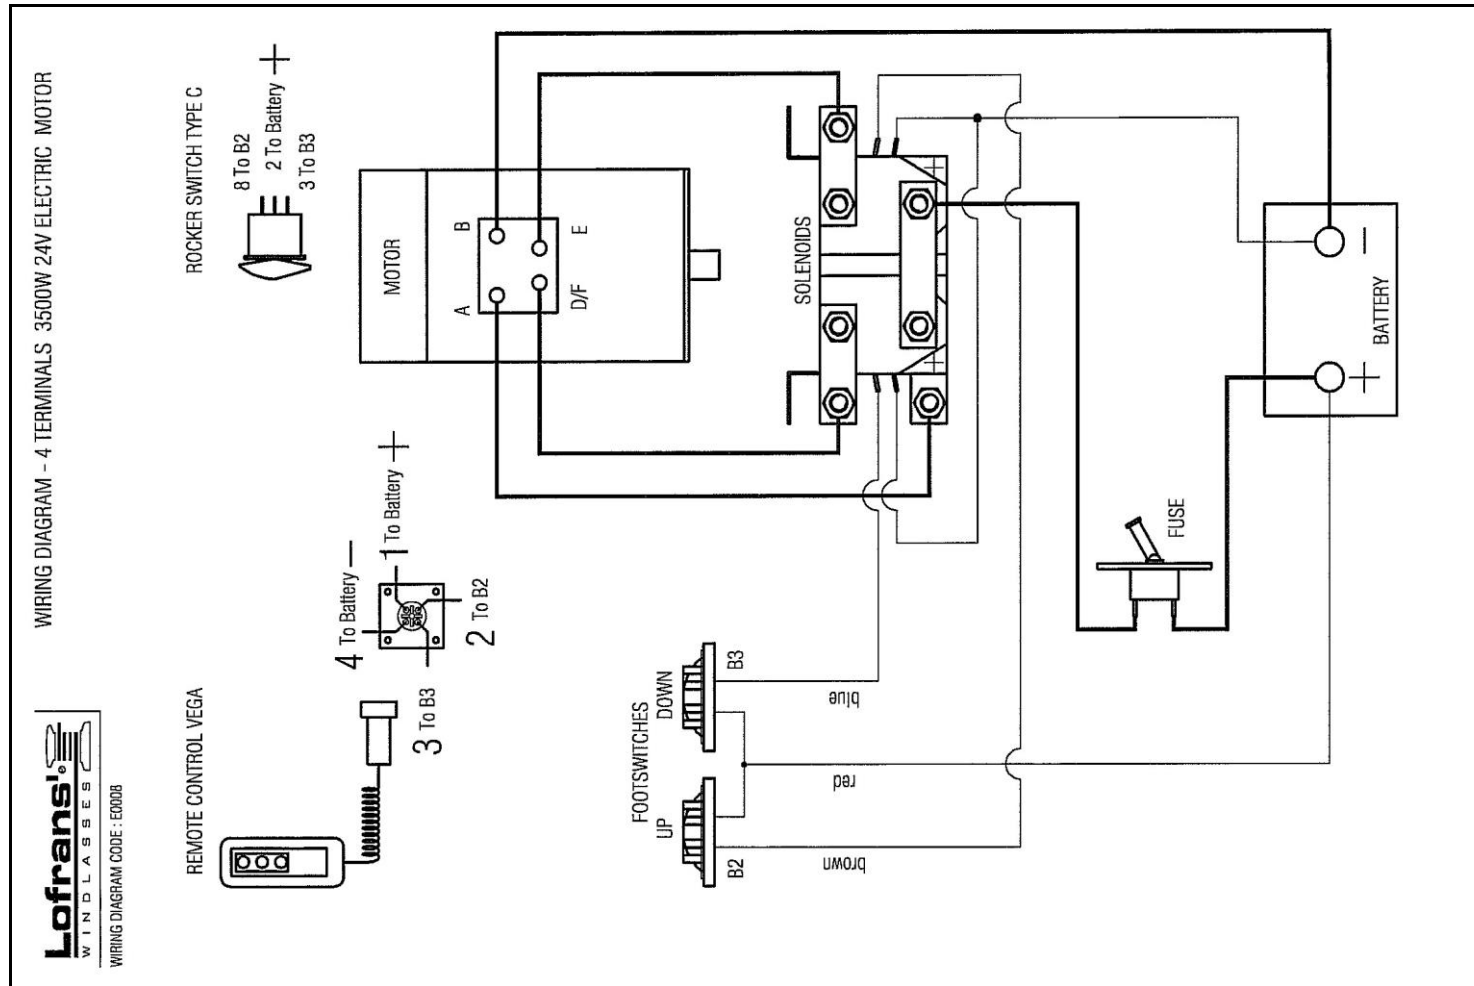 Lofrans'®
WINDLASSES
WIRING DIAGRAM CODE : E0008
WIRING DIAGRAM - 4 TERMINALS 3500W 24V ELECTRIC MOTOR
REMOTE CONTROL VEGA
3 To B3
4 To Battery −
1 To Battery +
2 To B2
ROCKER SWITCH TYPE C
8 To B2
2 To Battery +
3 To B3
MOTOR
A
B
D/F
E
SOLENOIDS
+
+
FOOTSWITCHES
UP
DOWN
B2
B3
brown
red
blue
FUSE
+
−
BATTERY